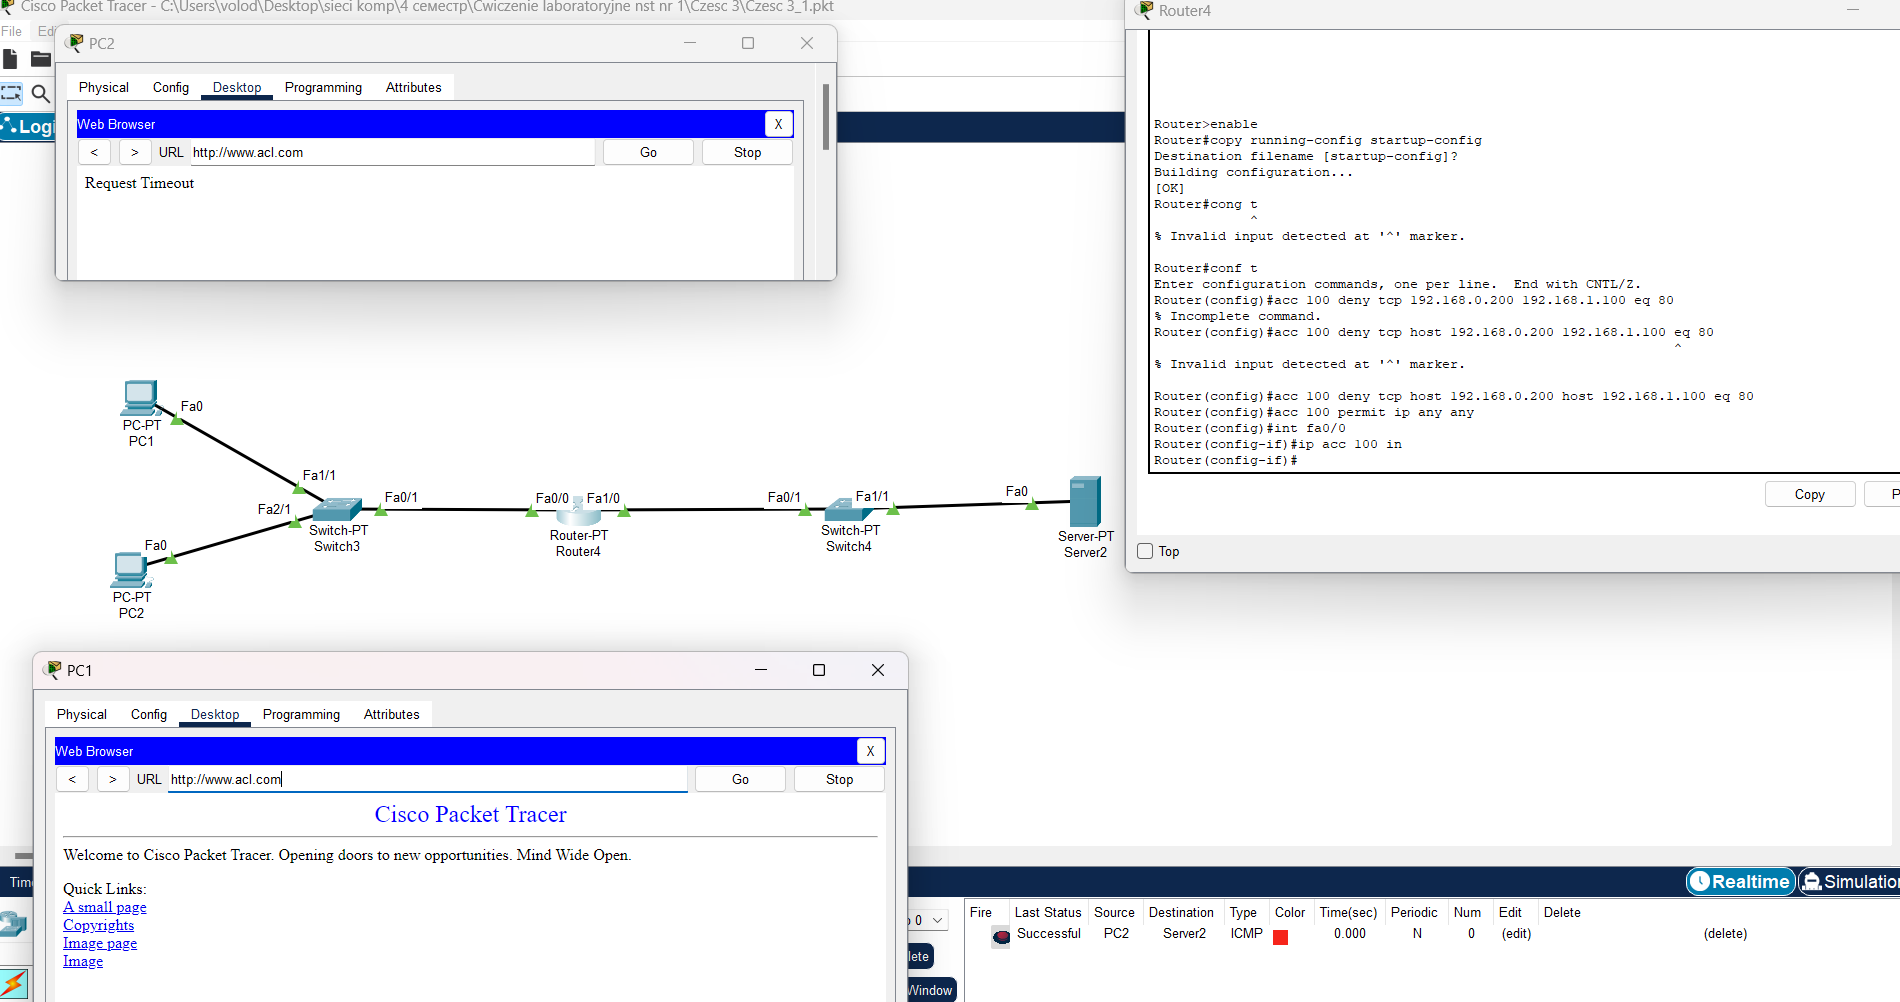 Cisco Packet Tracer - C:\Users\volod\Desktop\sieci komp\4 семестр\Cwiczenie laboratoryjne nst nr 1\Czesc 3\Czesc 3_1.pkt
File
Logi
PC2
Physical Config Desktop Programming Attributes
Web Browser X
< > URL http://www.acl.com Go Stop
Request Timeout
Router4
Router>enable
Router#copy running-config startup-config
Destination filename [startup-config]?
Building configuration...
[OK]
Router#cong t
^
% Invalid input detected at '^' marker.
Router#conf t
Enter configuration commands, one per line.  End with CNTL/Z.
Router(config)#acc 100 deny tcp 192.168.0.200 192.168.1.100 eq 80
% Incomplete command.
Router(config)#acc 100 deny tcp host 192.168.0.200 192.168.1.100 eq 80
^
% Invalid input detected at '^' marker.
Router(config)#acc 100 deny tcp host 192.168.0.200 host 192.168.1.100 eq 80
Router(config)#acc 100 permit ip any any
Router(config)#int fa0/0
Router(config-if)#ip acc 100 in
Router(config-if)#
Copy P
Top
Fa0
PC-PT
PC1
Fa1/1
Fa2/1
Fa0/1
Switch-PT
Switch3
Fa0
PC-PT
PC2
Fa0/0 Fa1/0
Router-PT
Router4
Fa0/1 Fa1/1
Switch-PT
Switch4
Fa0
Server-PT
Server2
PC1
Physical Config Desktop Programming Attributes
Web Browser X
< > URL http://www.acl.com Go Stop
Cisco Packet Tracer
Welcome to Cisco Packet Tracer. Opening doors to new opportunities. Mind Wide Open.
Quick Links:
A small page
Copyrights
Image page
Image
Time
Realtime Simulation
0
lete
Window
Fire Last Status Source Destination Type Color Time(sec) Periodic Num Edit Delete
Successful PC2 Server2 ICMP 0.000 N 0 (edit) (delete)